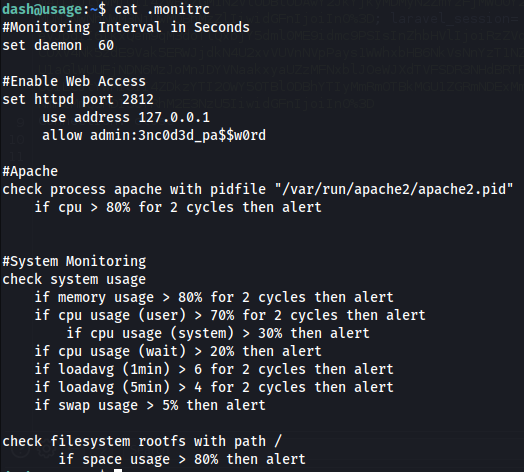 dash@usage:~$ cat .monitrc
#Monitoring Interval in Seconds
set daemon  60

#Enable Web Access
set httpd port 2812
     use address 127.0.0.1
     allow admin:3nc0d3d_pa$$w0rd

#Apache
check process apache with pidfile "/var/run/apache2/apache2.pid"
    if cpu > 80% for 2 cycles then alert


#System Monitoring
check system usage
    if memory usage > 80% for 2 cycles then alert
    if cpu usage (user) > 70% for 2 cycles then alert
        if cpu usage (system) > 30% then alert
    if cpu usage (wait) > 20% then alert
    if loadavg (1min) > 6 for 2 cycles then alert
    if loadavg (5min) > 4 for 2 cycles then alert
    if swap usage > 5% then alert

check filesystem rootfs with path /
       if space usage > 80% then alert